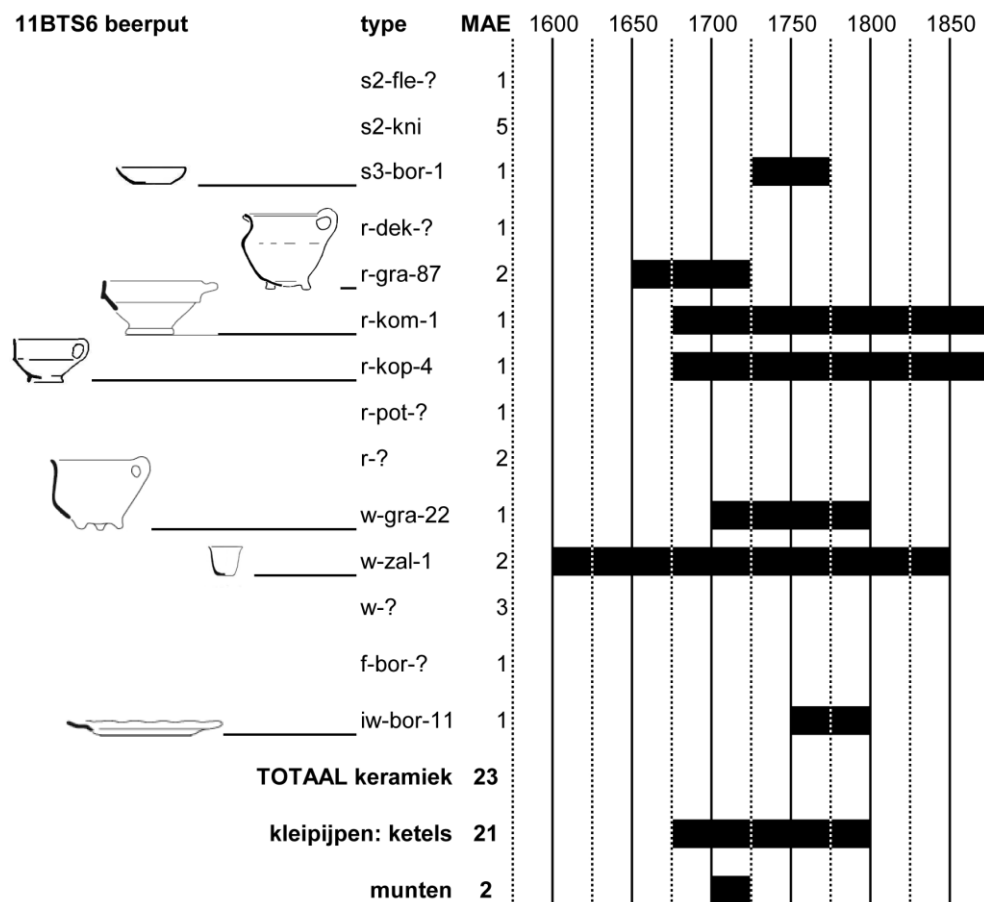 11BTS6 beerput type MAE 1600 1650 1700 1750 1800 1850
s2-fle-? 1
s2-kni 5
s3-bor-1 1
r-dek-? 1
r-gra-87 2
r-kom-1 1
r-kop-4 1
r-pot-? 1
r-? 2
w-gra-22 1
w-zal-1 2
w-? 3
f-bor-? 1
iw-bor-11 1
TOTAAL keramiek 23
kleipijpen: ketels 21
munten 2